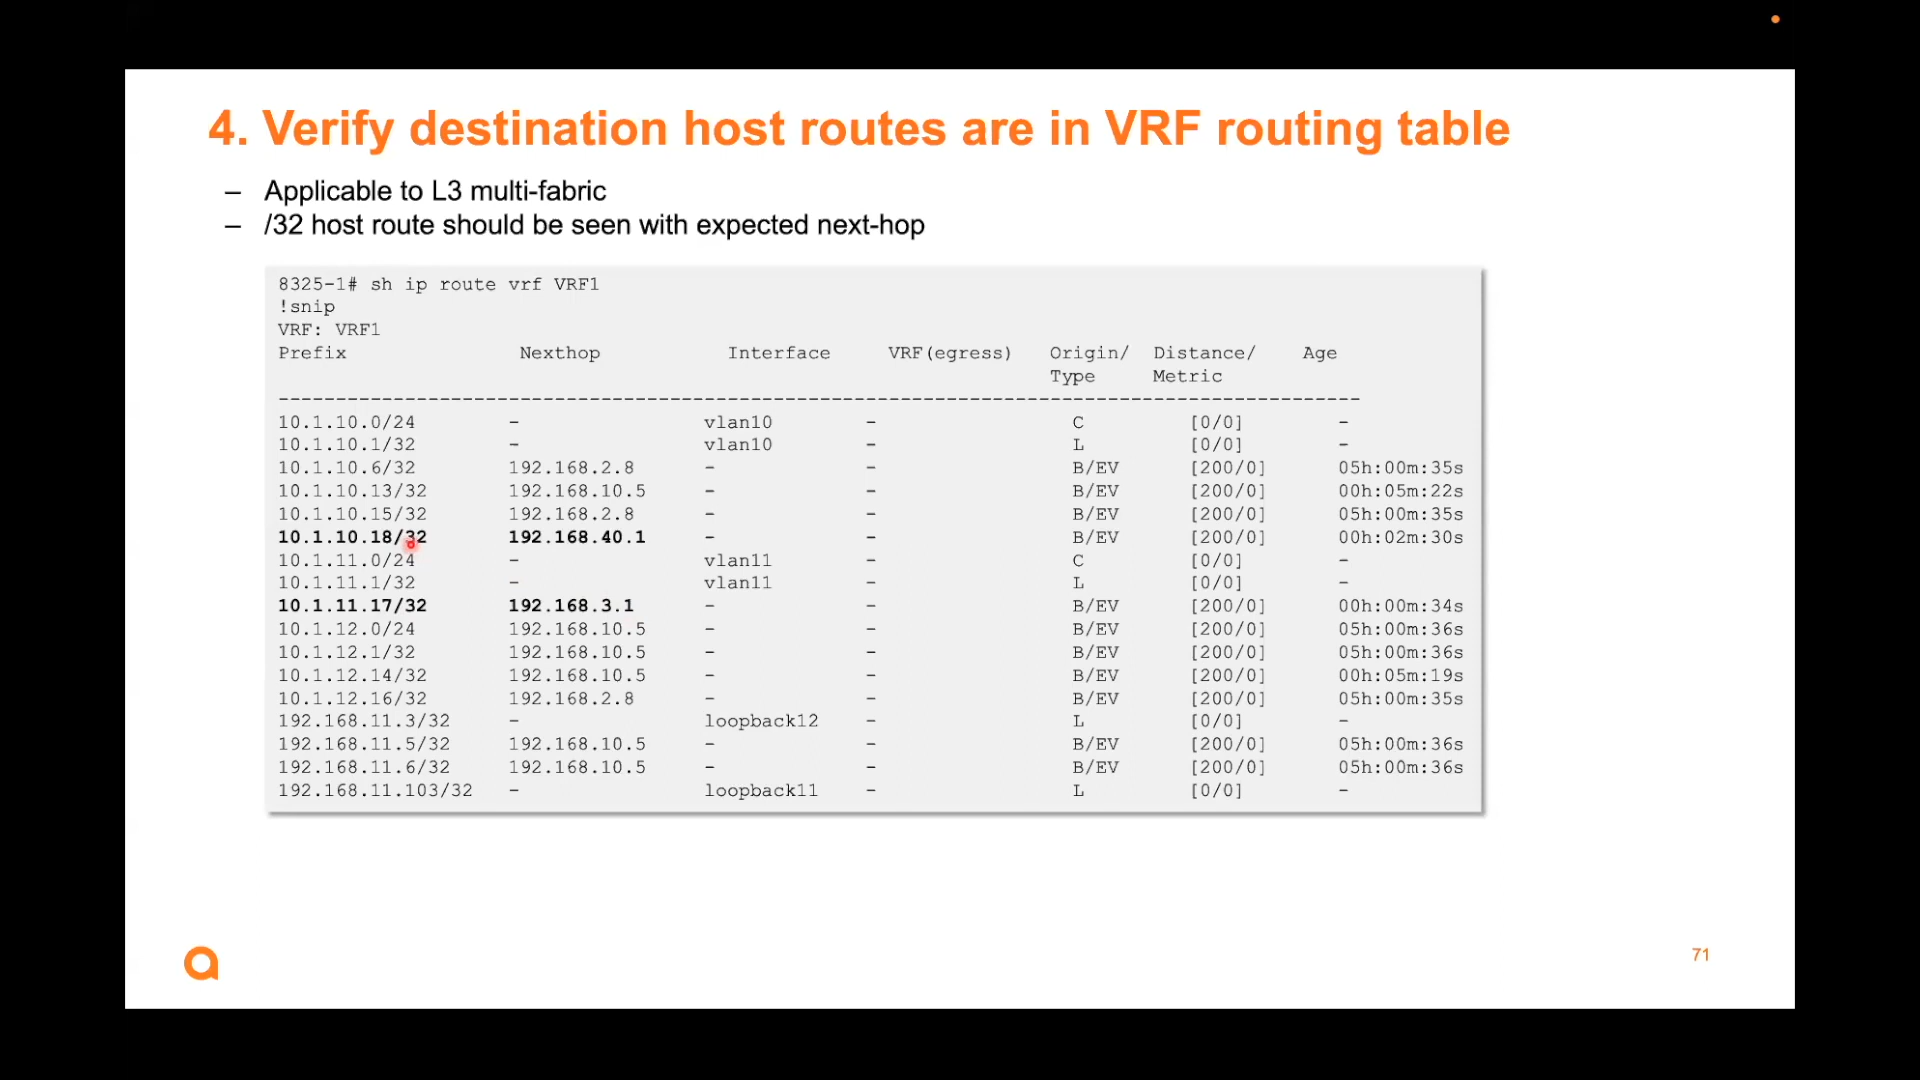 4. Verify destination host routes are in VRF routing table
– Applicable to L3 multi-fabric
– /32 host route should be seen with expected next-hop
8325-1# sh ip route vrf VRF1
!snip
VRF: VRF1
Prefix Nexthop Interface VRF(egress) Origin/ Distance/ Age
Type Metric
----------------------------------------------------------------------------------------------
10.1.10.0/24 - vlan10 - C [0/0] -
10.1.10.1/32 - vlan10 - L [0/0] -
10.1.10.6/32 192.168.2.8 - - B/EV [200/0] 05h:00m:35s
10.1.10.13/32 192.168.10.5 - - B/EV [200/0] 00h:05m:22s
10.1.10.15/32 192.168.2.8 - - B/EV [200/0] 05h:00m:35s
10.1.10.18/32 192.168.40.1 - - B/EV [200/0] 00h:02m:30s
10.1.11.0/24 - vlan11 - C [0/0] -
10.1.11.1/32 - vlan11 - L [0/0] -
10.1.11.17/32 192.168.3.1 - - B/EV [200/0] 00h:00m:34s
10.1.12.0/24 192.168.10.5 - - B/EV [200/0] 05h:00m:36s
10.1.12.1/32 192.168.10.5 - - B/EV [200/0] 05h:00m:36s
10.1.12.14/32 192.168.10.5 - - B/EV [200/0] 00h:05m:19s
10.1.12.16/32 192.168.2.8 - - B/EV [200/0] 05h:00m:35s
192.168.11.3/32 - loopback12 - L [0/0] -
192.168.11.5/32 192.168.10.5 - - B/EV [200/0] 05h:00m:36s
192.168.11.6/32 192.168.10.5 - - B/EV [200/0] 05h:00m:36s
192.168.11.103/32 - loopback11 - L [0/0] -
71